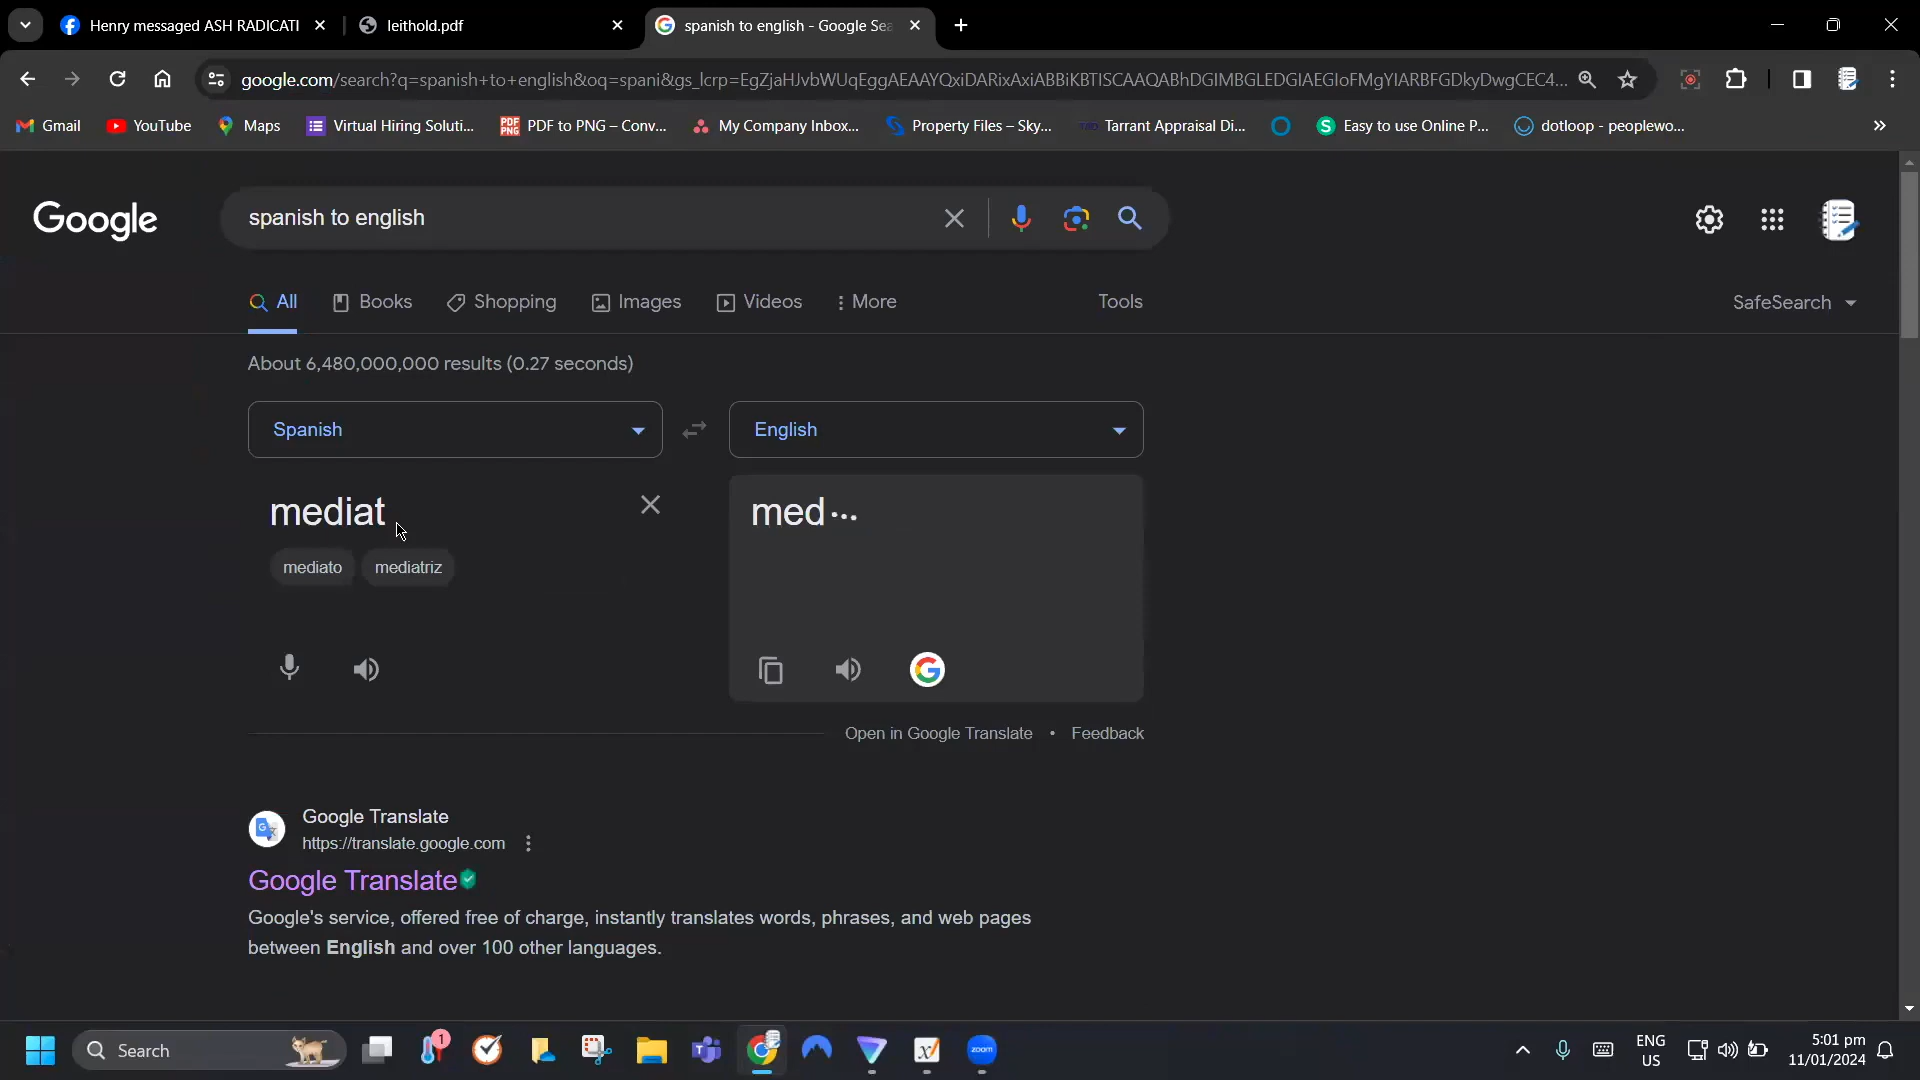 Henry messaged ASH RADICATI
leithold.pdf
spanish to english - Google Sea
google.com/search?q=spanish+to+english&oq=spani&gs_lcrp=EgZjaHJvbWUqEggAEAAYQxiDARixAxiABBiKBTISCAAQABhDGIMBGLEDGIAEGIoFMgYIARBFGDkyDwgCEC4...
Gmail
YouTube
Maps
Virtual Hiring Soluti...
PDF to PNG – Conv...
My Company Inbox...
Property Files – Sky...
Tarrant Appraisal Di...
Easy to use Online P...
dotloop - peoplewo...
Google
spanish to english
All
Books
Shopping
Images
Videos
More
Tools
SafeSearch
About 6,480,000,000 results (0.27 seconds)
Spanish
English
mediat
med...
mediato
mediatriz
Open in Google Translate • Feedback
Google Translate
https://translate.google.com
Google Translate
Google's service, offered free of charge, instantly translates words, phrases, and web pages
between English and over 100 other languages.
Search
1
zoom
ENG
US
5:01 pm
11/01/2024